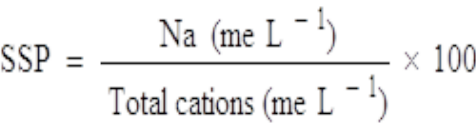 SSP = Na (me L⁻¹) / Total cations (me L⁻¹) × 100